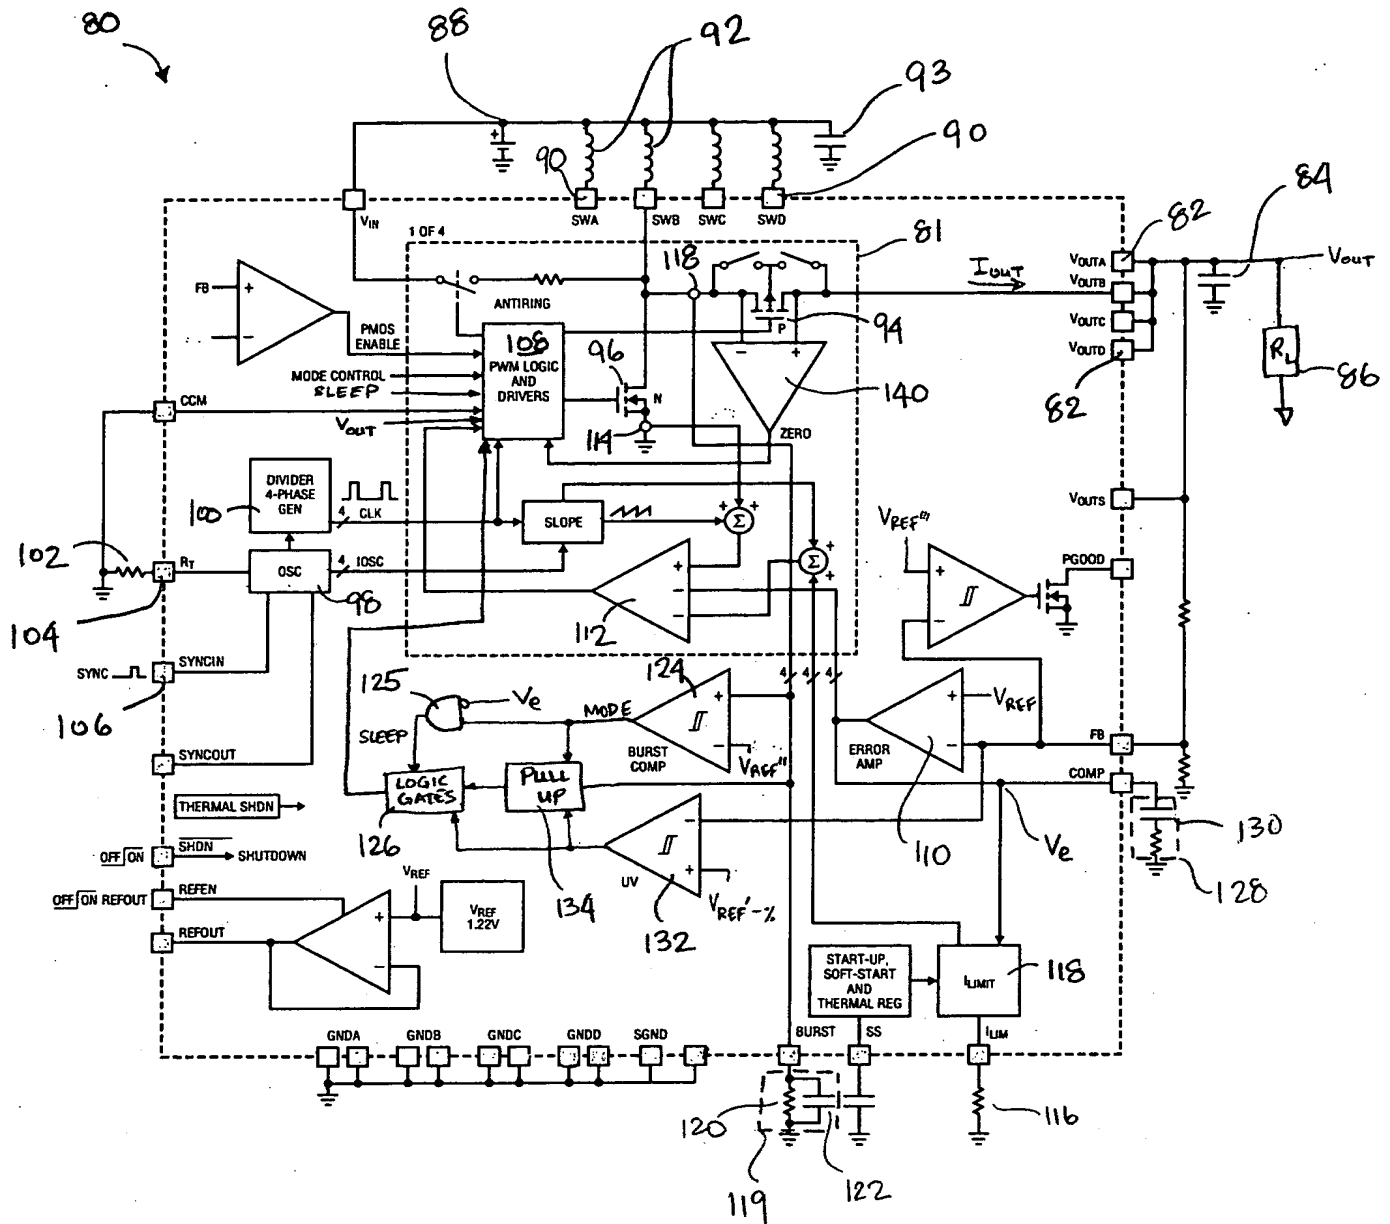 80
88
92
93
90
90
84
+
VIN
SWA
SWB
SWC
SWD
1 OF 4
81
82
118
IOUT
VOUTA
VOUT
VOUTB
VOUTC
VOUTD
FB
+
−
ANTIRING
P
94
PMOS ENABLE
108
PWM LOGIC AND DRIVERS
96
−
+
140
RL
86
82
MODE CONTROL
SLEEP
N
CCM
VOUT
114
ZERO
DIVIDER 4-PHASE GEN
100
4 CLK
SLOPE
+ +
Σ
VOUTS
102
RT
OSC
4 IOSC
98
+
−
−
Σ
+
+
VREF'''
+
−
PGOOD
104
112
SYNC
SYNCIN
106
4 4 4
125
Ve
124
+
−
MODE
SLEEP
BURST COMP
VREF''
+
VREF
−
ERROR AMP
FB
SYNCOUT
COMP
LOGIC GATES
PULL UP
THERMAL SHDN
126
134
−
+
UV
132
VREF'-%
110
Ve
130
128
OFF ON
SHDN
SHUTDOWN
VREF
OFF ON REFOUT
REFEN
+
−
VREF 1.22V
REFOUT
START-UP, SOFT-START AND THERMAL REG
ILIMIT
118
GNDA
GNDB
GNDC
GNDD
SGND
BURST
SS
ILIM
120
116
119
122